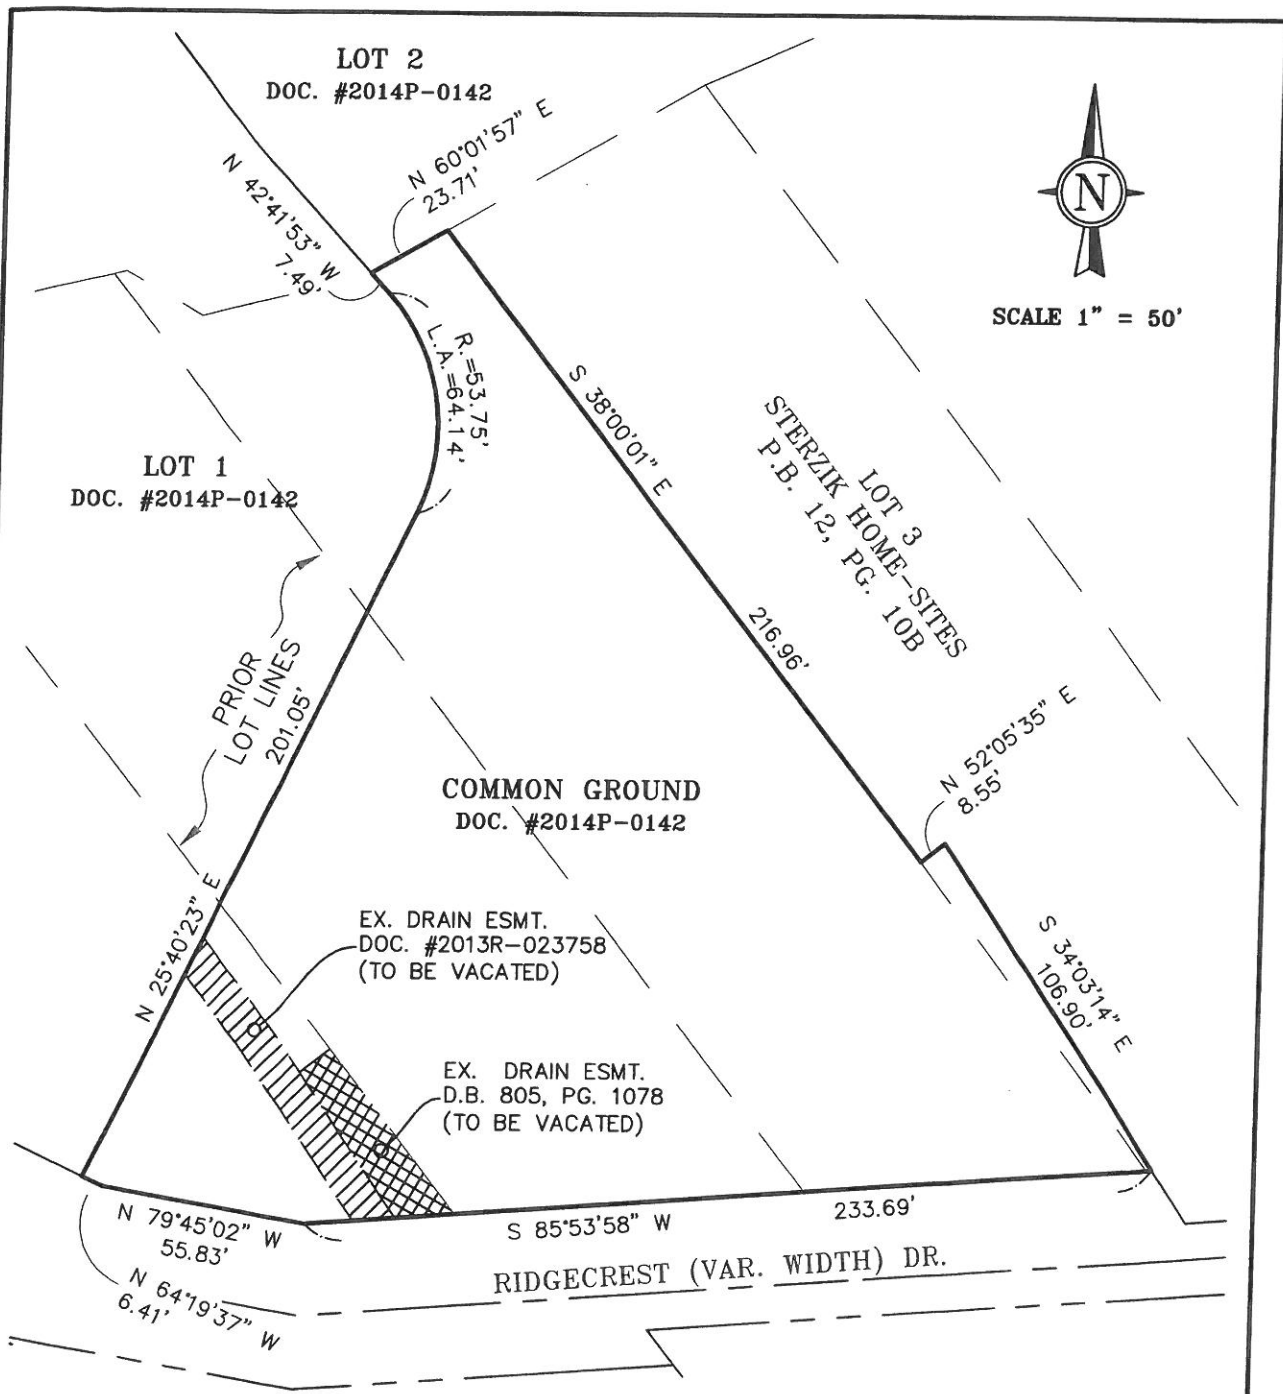 LOT 2
DOC. #2014P-0142
N 60°01'57" E
23.71'
N 42°41'53" W
7.49'
N
SCALE 1" = 50'
R.=53.75'
L.A.=64.14'
S 38°00'01" E
216.96'
LOT 3
STERZIK HOME-SITES
P.B. 12, PG. 10B
LOT 1
DOC. #2014P-0142
PRIOR
LOT LINES
201.05'
N 25°40'23" E
COMMON GROUND
DOC. #2014P-0142
N 52°05'35" E
8.55'
S 34°03'14" E
106.90'
EX. DRAIN ESMT.
DOC. #2013R-023758
(TO BE VACATED)
EX. DRAIN ESMT.
D.B. 805, PG. 1078
(TO BE VACATED)
N 79°45'02" W
55.83'
N 64°19'37" W
6.41'
S 85°53'58" W
233.69'
RIDGECREST (VAR. WIDTH) DR.